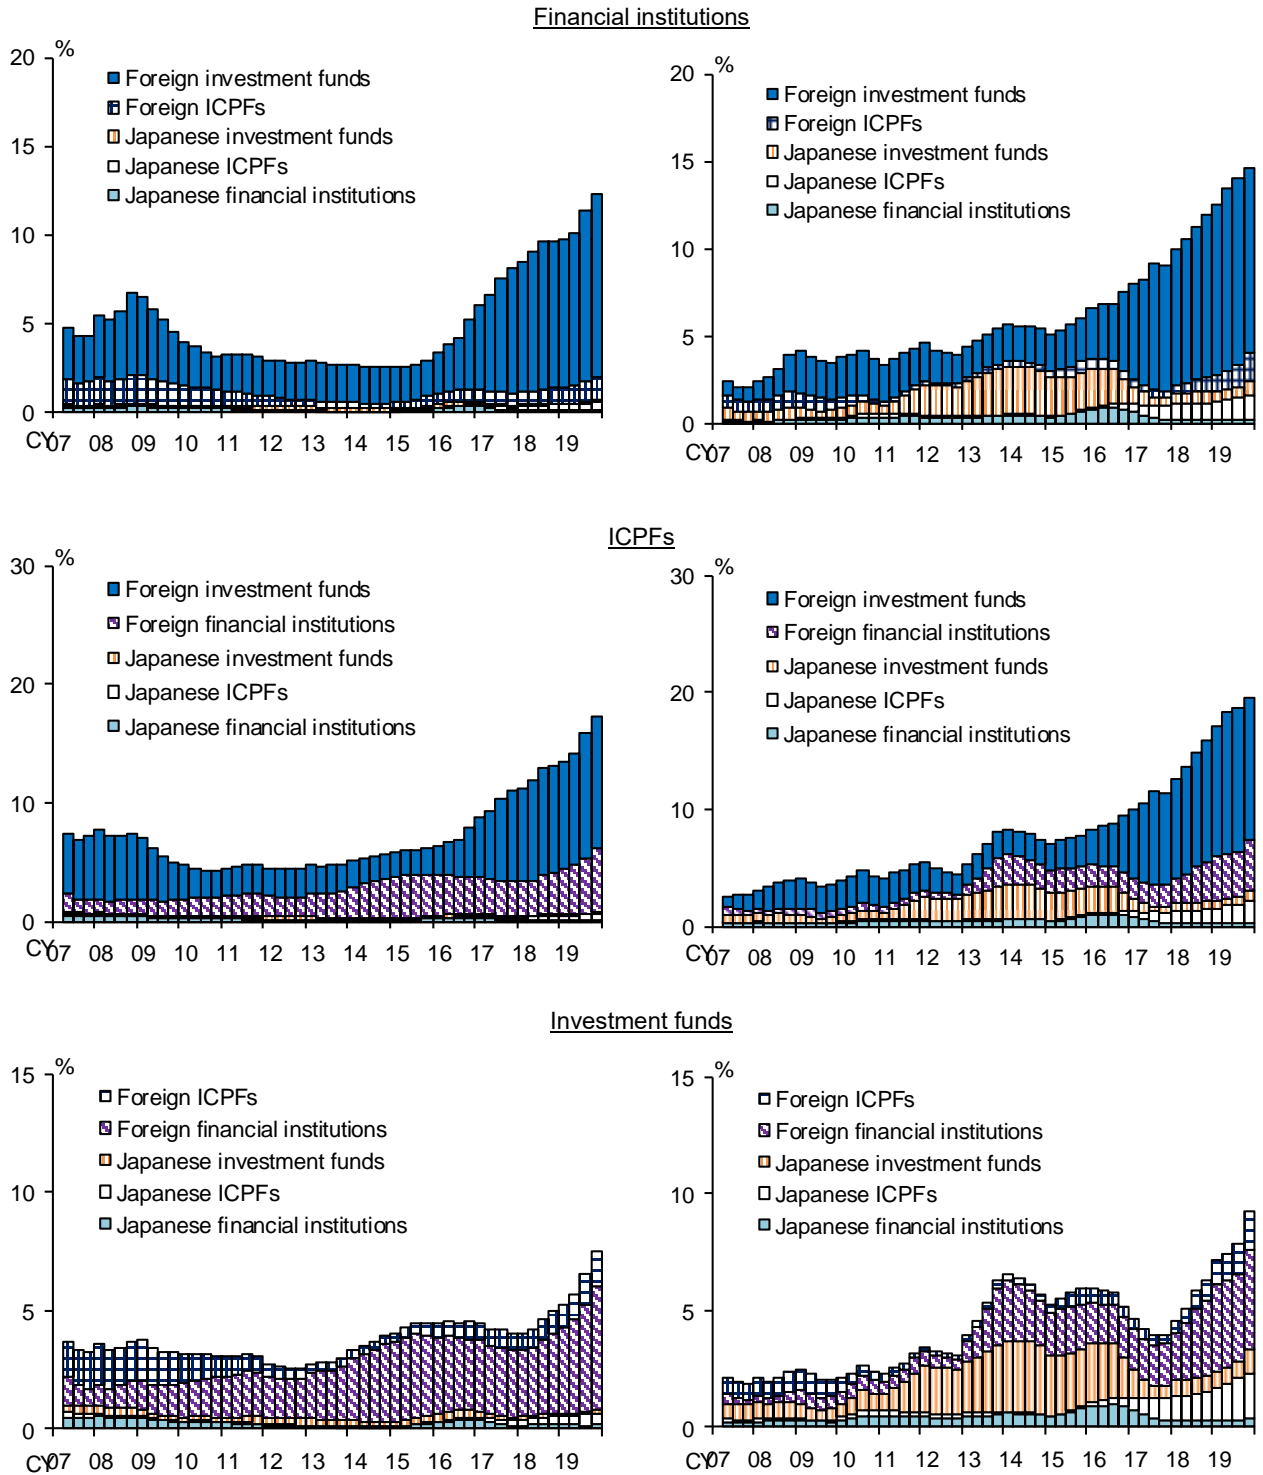 Financial institutions
%
20
15
10
5
0
Foreign investment funds
Foreign ICPFs
Japanese investment funds
Japanese ICPFs
Japanese financial institutions
CY07 08 09 10 11 12 13 14 15 16 17 18 19
%
20
15
10
5
0
Foreign investment funds
Foreign ICPFs
Japanese investment funds
Japanese ICPFs
Japanese financial institutions
CY07 08 09 10 11 12 13 14 15 16 17 18 19
ICPFs
%
30
20
10
0
Foreign investment funds
Foreign financial institutions
Japanese investment funds
Japanese ICPFs
Japanese financial institutions
CY07 08 09 10 11 12 13 14 15 16 17 18 19
%
30
20
10
0
Foreign investment funds
Foreign financial institutions
Japanese investment funds
Japanese ICPFs
Japanese financial institutions
CY07 08 09 10 11 12 13 14 15 16 17 18 19
Investment funds
%
15
10
5
0
Foreign ICPFs
Foreign financial institutions
Japanese investment funds
Japanese ICPFs
Japanese financial institutions
CY07 08 09 10 11 12 13 14 15 16 17 18 19
%
15
10
5
0
Foreign ICPFs
Foreign financial institutions
Japanese investment funds
Japanese ICPFs
Japanese financial institutions
CY07 08 09 10 11 12 13 14 15 16 17 18 19